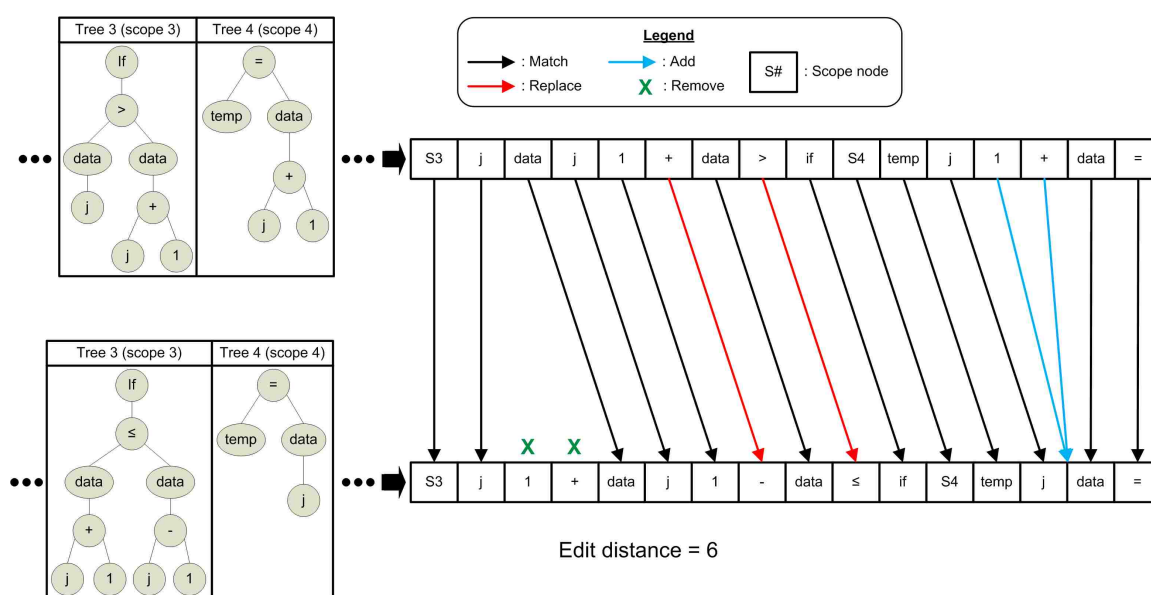 Tree 3 (scope 3) Tree 4 (scope 4)
If
>
data data
j +
j 1
=
temp data
+
j 1
Legend
: Match : Add
: Replace X : Remove
S# : Scope node
S3 j data j 1 + data > if S4 temp j 1 + data =
Tree 3 (scope 3) Tree 4 (scope 4)
If
≤
data data
+ -
j 1 j 1
=
temp data
j
X X
S3 j 1 + data j 1 - data ≤ if S4 temp j data =
Edit distance = 6